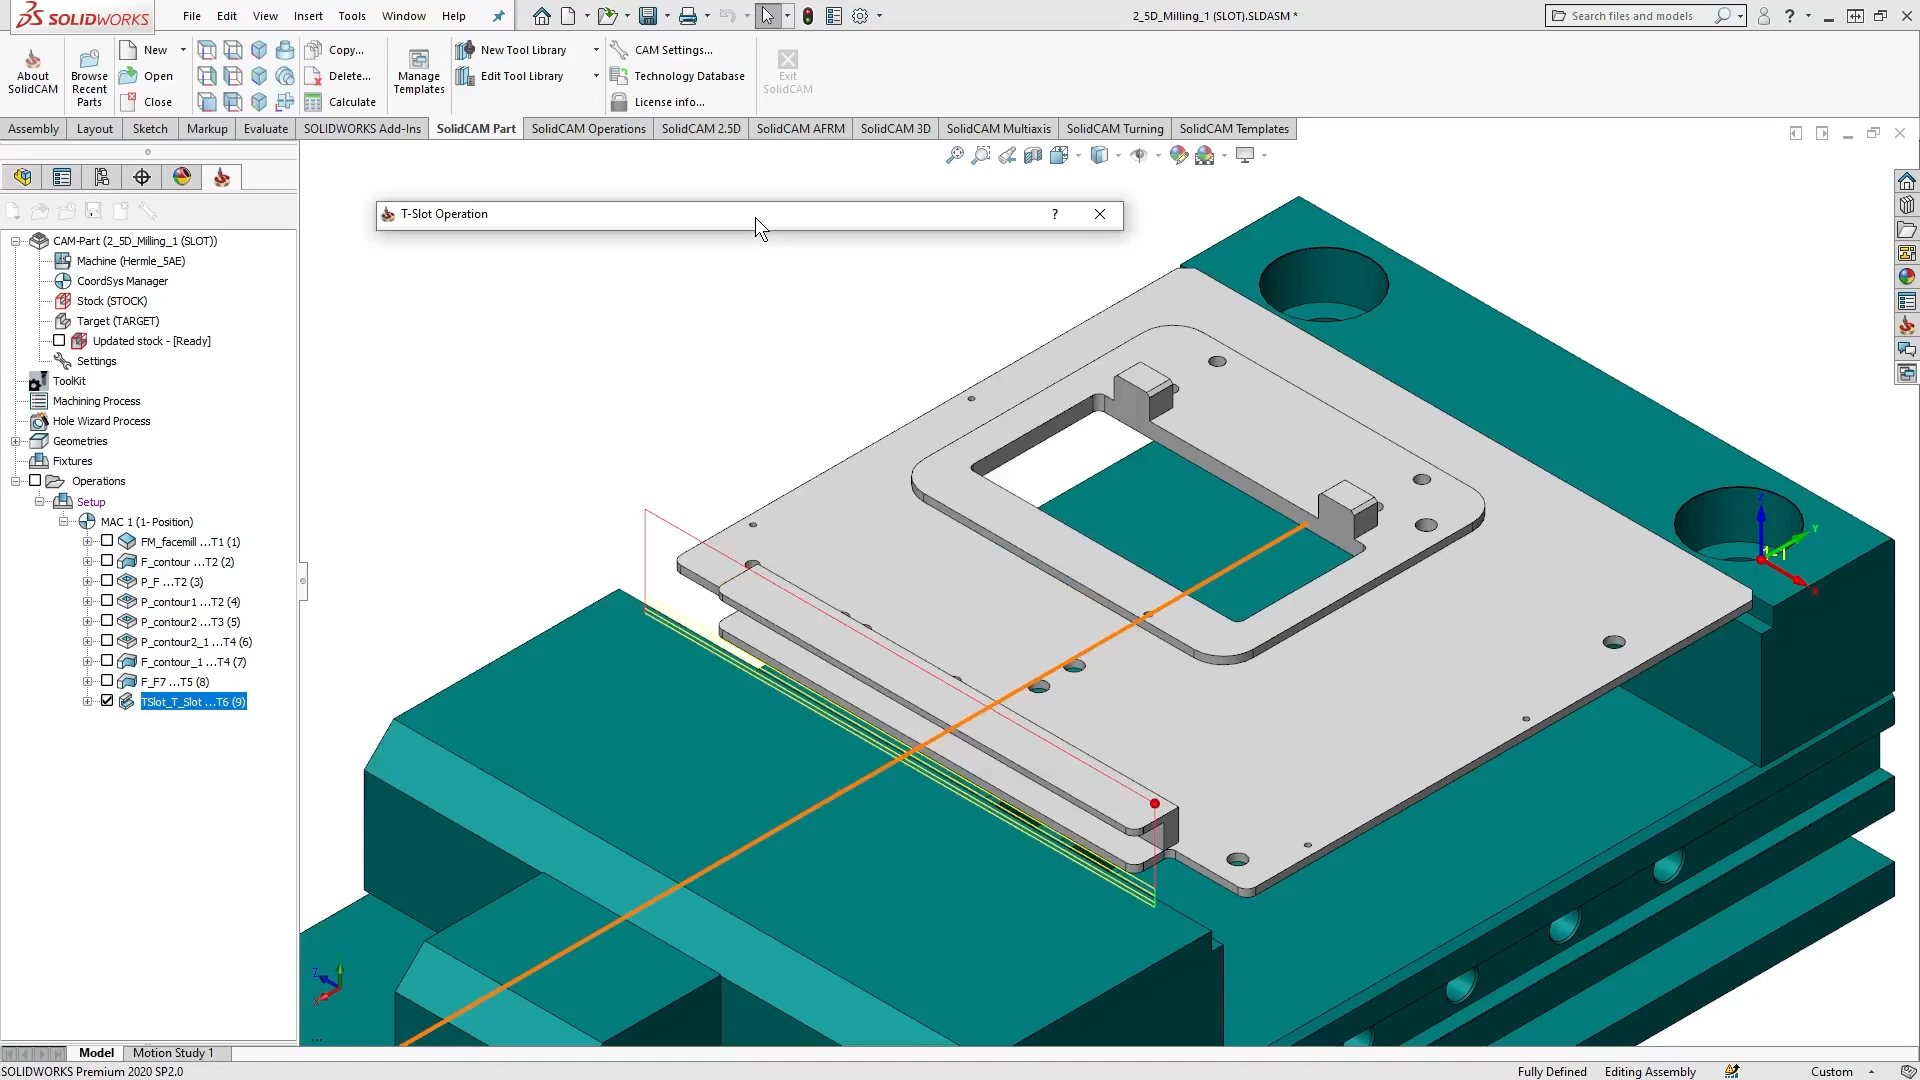 SOLIDWORKS
File Edit View Insert Tools Window Help
2_5D_Milling_1 (SLOT).SLDASM *
Search files and models
About SolidCAM
Browse Recent Parts
New
Open
Close
Copy...
Delete...
Calculate
Manage Templates
New Tool Library
Edit Tool Library
CAM Settings...
Technology Database
License info...
Exit SolidCAM
Assembly Layout Sketch Markup Evaluate SOLIDWORKS Add-Ins SolidCAM Part SolidCAM Operations SolidCAM 2.5D SolidCAM AFRM SolidCAM 3D SolidCAM Multiaxis SolidCAM Turning SolidCAM Templates
T-Slot Operation ?
CAM-Part (2_5D_Milling_1 (SLOT))
Machine (Hermle_5AE)
CoordSys Manager
Stock (STOCK)
Target (TARGET)
Updated stock - [Ready]
Settings
ToolKit
Machining Process
Hole Wizard Process
Geometries
Fixtures
Operations
Setup
MAC 1 (1- Position)
FM_facemill ...T1 (1)
F_contour ...T2 (2)
P_F ...T2 (3)
P_contour1 ...T2 (4)
P_contour2 ...T3 (5)
P_contour2_1 ...T4 (6)
F_contour_1 ...T4 (7)
F_F7 ...T5 (8)
TSlot_T_Slot ...T6 (9)
Z
Y
1-1
X
Z
X
Model Motion Study 1
SOLIDWORKS Premium 2020 SP2.0
Fully Defined Editing Assembly Custom